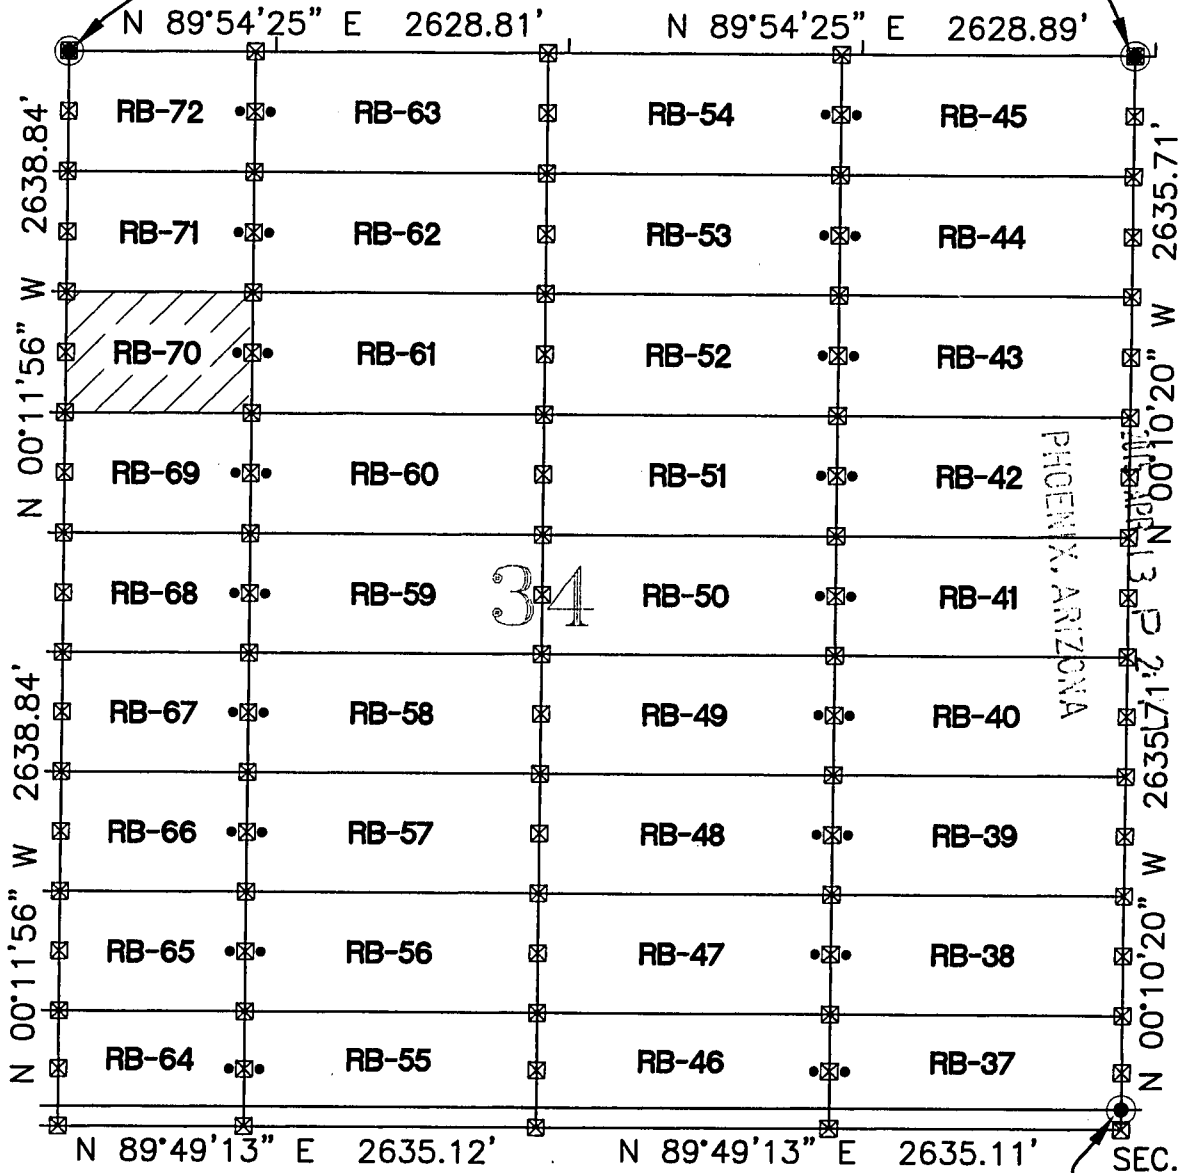 N 89°54'25" E 2628.81' N 89°54'25" E 2628.89'
RB-72 RB-63 RB-54 RB-45
RB-71 RB-62 RB-53 RB-44
RB-70 RB-61 RB-52 RB-43
RB-69 RB-60 RB-51 RB-42
RB-68 RB-59 RB-50 RB-41
34
RB-67 RB-58 RB-49 RB-40
RB-66 RB-57 RB-48 RB-39
RB-65 RB-56 RB-47 RB-38
RB-64 RB-55 RB-46 RB-37
N 89°49'13" E 2635.12' N 89°49'13" E 2635.11'
SEC.
N 00°11'56" W 2638.84'
N 00°11'56" W 2638.84'
N 00°10'20" W 2635.71'
N 00°10'20" W 2635.71'
PHOENIX, ARIZONA